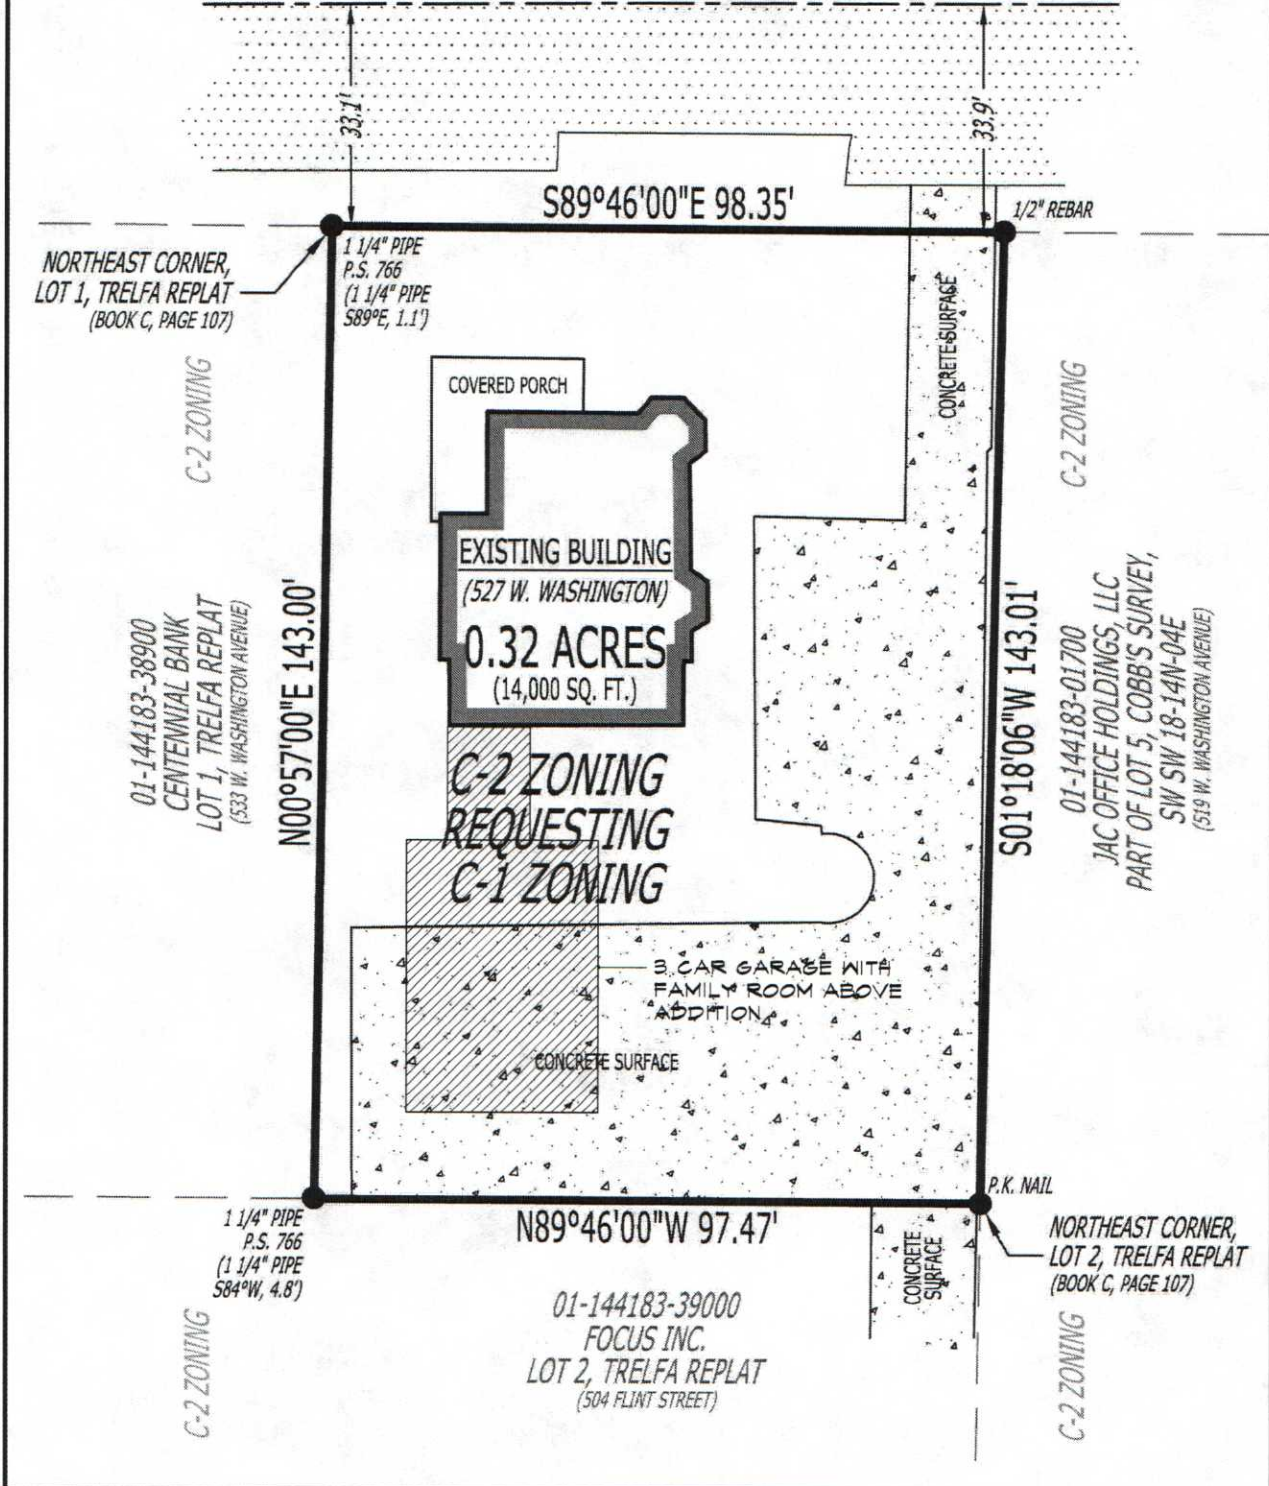 33.1'
33.9'
S89°46'00"E 98.35'
1/2" REBAR
NORTHEAST CORNER,
LOT 1, TRELFA REPLAT
(BOOK C, PAGE 107)
1 1/4" PIPE
P.S. 766
(1 1/4" PIPE
S89°E, 1.1')
CONCRETE SURFACE
C-2 ZONING
COVERED PORCH
C-2 ZONING
EXISTING BUILDING
(527 W. WASHINGTON)
0.32 ACRES
(14,000 SQ. FT.)
01-144183-38900
CENTENNIAL BANK
LOT 1, TRELFA REPLAT
(533 W. WASHINGTON AVENUE)
N00°57'00"E 143.00'
S01°18'06"W 143.01'
01-144183-01700
JAC OFFICE HOLDINGS, LLC
PART OF LOT 5, COBB'S SURVEY,
SW SW 18-14N-04E
(519 W. WASHINGTON AVENUE)
C-2 ZONING
REQUESTING
C-1 ZONING
3 CAR GARAGE WITH
FAMILY ROOM ABOVE
ADDITION
CONCRETE SURFACE
P.K. NAIL
1 1/4" PIPE
P.S. 766
(1 1/4" PIPE
S84°W, 4.8')
N89°46'00"W 97.47'
CONCRETE
SURFACE
NORTHEAST CORNER,
LOT 2, TRELFA REPLAT
(BOOK C, PAGE 107)
01-144183-39000
FOCUS INC.
LOT 2, TRELFA REPLAT
(504 FLINT STREET)
C-2 ZONING
C-2 ZONING